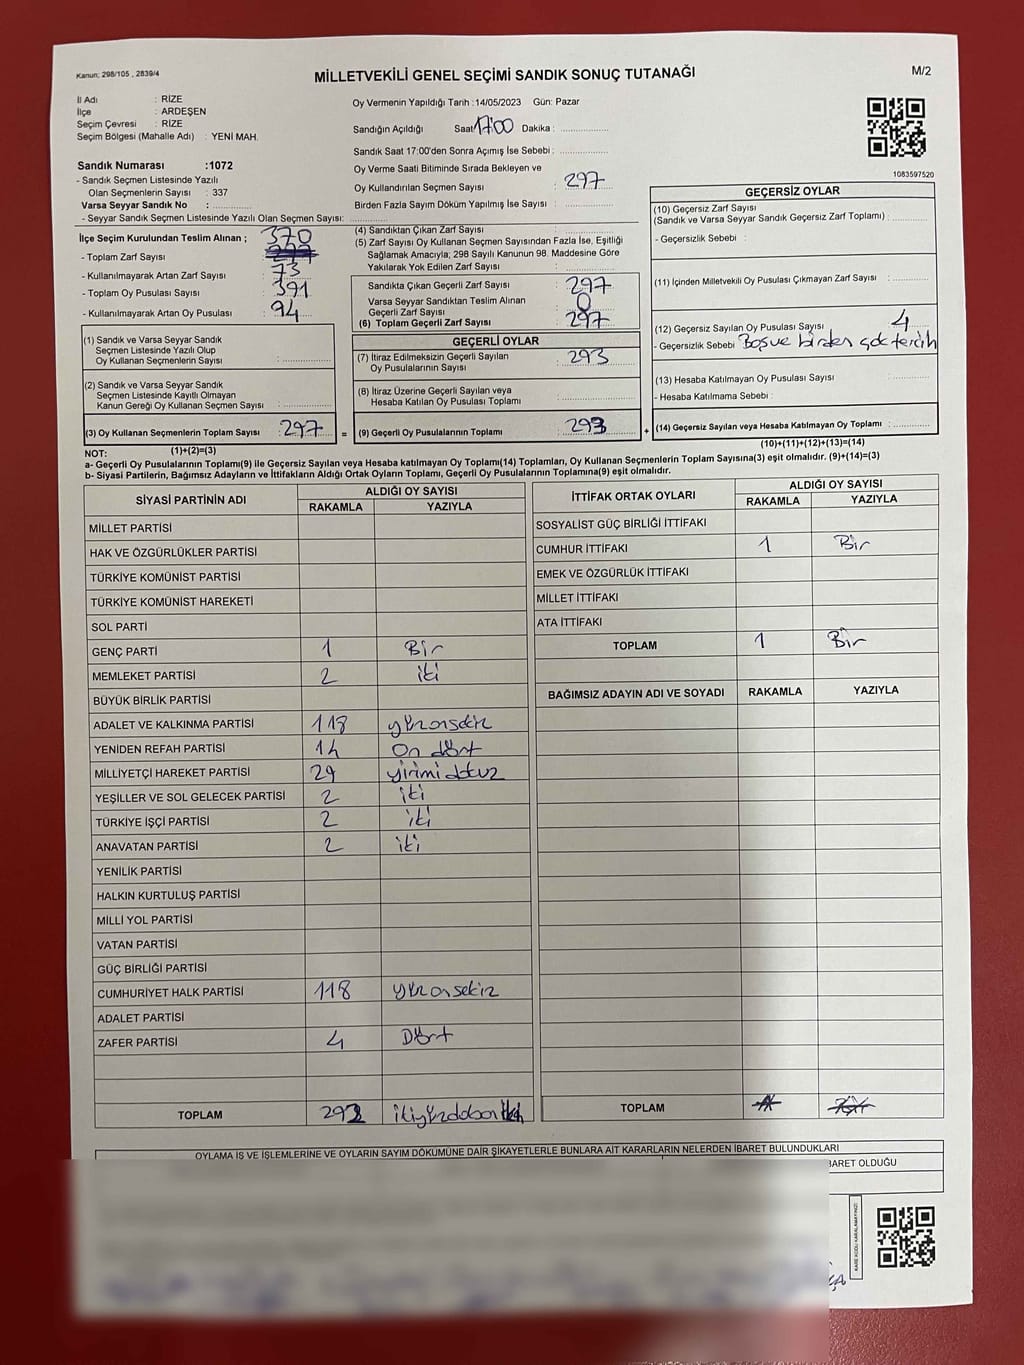 Kanun; 298/105 , 2839/4
MİLLETVEKİLİ GENEL SEÇİMİ SANDIK SONUÇ TUTANAĞI
M/2
İl Adı : RİZE
İlçe : ARDEŞEN
Seçim Çevresi : RİZE
Seçim Bölgesi (Mahalle Adı) : YENİ MAH.
Sandık Numarası :1072
- Sandık Seçmen Listesinde Yazılı
Olan Seçmenlerin Sayısı : 337
Varsa Seyyar Sandık No :
- Seyyar Sandık Seçmen Listesinde Yazılı Olan Seçmen Sayısı:
Oy Vermenin Yapıldığı Tarih :14/05/2023 Gün: Pazar
Sandığın Açıldığı Saat 17:00 Dakika :
Sandık Saat 17:00'den Sonra Açımış İse Sebebi :
Oy Verme Saati Bitiminde Sırada Bekleyen ve
Oy Kullandırılan Seçmen Sayısı : 297
Birden Fazla Sayım Döküm Yapılmış İse Sayısı :
1083597520
İlçe Seçim Kurulundan Teslim Alınan ;
- Toplam Zarf Sayısı : 370
- Kullanılmayarak Artan Zarf Sayısı : 73
- Toplam Oy Pusulası Sayısı : 391
- Kullanılmayarak Artan Oy Pusulası : 94
(1) Sandık ve Varsa Seyyar Sandık
Seçmen Listesinde Yazılı Olup
Oy Kullanan Seçmenlerin Sayısı :
(2) Sandık ve Varsa Seyyar Sandık
Seçmen Listesinde Kayıtlı Olmayan
Kanun Gereği Oy Kullanan Seçmen Sayısı :
(3) Oy Kullanan Seçmenlerin Toplam Sayısı : 297
(1)+(2)=(3)
(4) Sandıktan Çıkan Zarf Sayısı :
(5) Zarf Sayısı Oy Kullanan Seçmen Sayısından Fazla İse, Eşitliği
Sağlamak Amacıyla; 298 Sayılı Kanunun 98. Maddesine Göre
Yakılarak Yok Edilen Zarf Sayısı :
Sandıkta Çıkan Geçerli Zarf Sayısı : 297
Varsa Seyyar Sandıktan Teslim Alınan
Geçerli Zarf Sayısı : 0
(6) Toplam Geçerli Zarf Sayısı : 297
GEÇERLİ OYLAR
(7) İtiraz Edilmeksizin Geçerli Sayılan
Oy Pusulalarının Sayısı : 293
(8) İtiraz Üzerine Geçerli Sayılan veya
Hesaba Katılan Oy Pusulası Toplamı :
= (9) Geçerli Oy Pusulalarının Toplamı : 293
GEÇERSİZ OYLAR
(10) Geçersiz Zarf Sayısı
(Sandık ve Varsa Seyyar Sandık Geçersiz Zarf Toplamı) :
- Geçersizlik Sebebi :
(11) İçinden Milletvekili Oy Pusulası Çıkmayan Zarf Sayısı :
(12) Geçersiz Sayılan Oy Pusulası Sayısı : 4
- Geçersizlik Sebebi Boş ve birden çok tercih
(13) Hesaba Katılmayan Oy Pusulası Sayısı :
- Hesaba Katılmama Sebebi :
+ (14) Geçersiz Sayılan veya Hesaba Katılmayan Oy Toplamı :
(10)+(11)+(12)+(13)=(14)
NOT:
a- Geçerli Oy Pusulalarının Toplamı(9) ile Geçersiz Sayılan veya Hesaba katılmayan Oy Toplamı(14) Toplamları, Oy Kullanan Seçmenlerin Toplam Sayısına(3) eşit olmalıdır. (9)+(14)=(3)
b- Siyasi Partilerin, Bağımsız Adayların ve İttifakların Aldığı Ortak Oyların Toplamı, Geçerli Oy Pusulalarının Toplamına(9) eşit olmalıdır.
SİYASİ PARTİNİN ADI
ALDIĞI OY SAYISI
RAKAMLA YAZIYLA
MİLLET PARTİSİ
HAK VE ÖZGÜRLÜKLER PARTİSİ
TÜRKİYE KOMÜNİST PARTİSİ
TÜRKİYE KOMÜNİST HAREKETİ
SOL PARTİ
GENÇ PARTİ 1 Bir
MEMLEKET PARTİSİ 2 iki
BÜYÜK BİRLİK PARTİSİ
ADALET VE KALKINMA PARTİSİ 118 yüzonsekiz
YENİDEN REFAH PARTİSİ 14 On dört
MİLLİYETÇİ HAREKET PARTİSİ 29 yirimi dokuz
YEŞİLLER VE SOL GELECEK PARTİSİ 2 iki
TÜRKİYE İŞÇİ PARTİSİ 2 iki
ANAVATAN PARTİSİ 2 iki
YENİLİK PARTİSİ
HALKIN KURTULUŞ PARTİSİ
MİLLİ YOL PARTİSİ
VATAN PARTİSİ
GÜÇ BİRLİĞİ PARTİSİ
CUMHURİYET HALK PARTİSİ 118 yüzonsekiz
ADALET PARTİSİ
ZAFER PARTİSİ 4 Dört
TOPLAM 292
İTTİFAK ORTAK OYLARI
ALDIĞI OY SAYISI
RAKAMLA YAZIYLA
SOSYALİST GÜÇ BİRLİĞİ İTTİFAKI
CUMHUR İTTİFAKI 1 Bir
EMEK VE ÖZGÜRLÜK İTTİFAKI
MİLLET İTTİFAKI
ATA İTTİFAKI
TOPLAM 1 Bir
BAĞIMSIZ ADAYIN ADI VE SOYADI RAKAMLA YAZIYLA
TOPLAM
OYLAMA İŞ VE İŞLEMLERİNE VE OYLARIN SAYIM DÖKÜMÜNE DAİR ŞİKAYETLERLE BUNLARA AİT KARARLARIN NELERDEN İBARET BULUNDUKLARI
BARET OLDUĞU